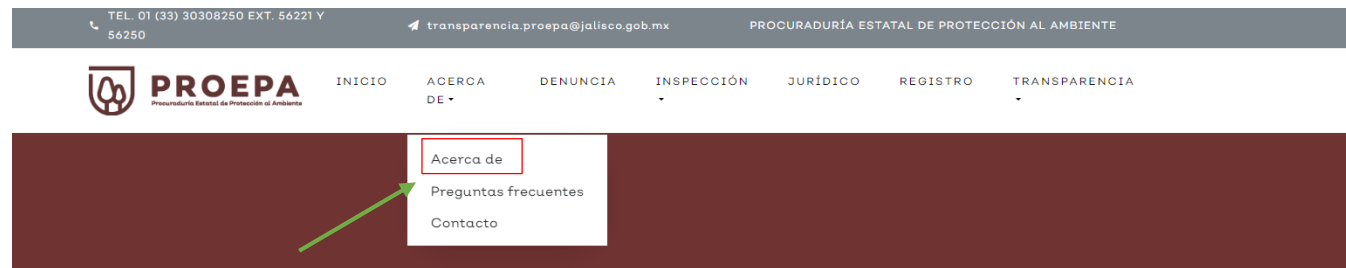 TEL. 01 (33) 30308250 EXT. 56221 Y
56250
transparencia.proepa@jalisco.gob.mx
PROCURADURÍA ESTATAL DE PROTECCIÓN AL AMBIENTE
PROEPA
Procuraduría Estatal de Protección al Ambiente
INICIO
ACERCA
DE
DENUNCIA
INSPECCIÓN
JURÍDICO
REGISTRO
TRANSPARENCIA
Acerca de
Preguntas frecuentes
Contacto